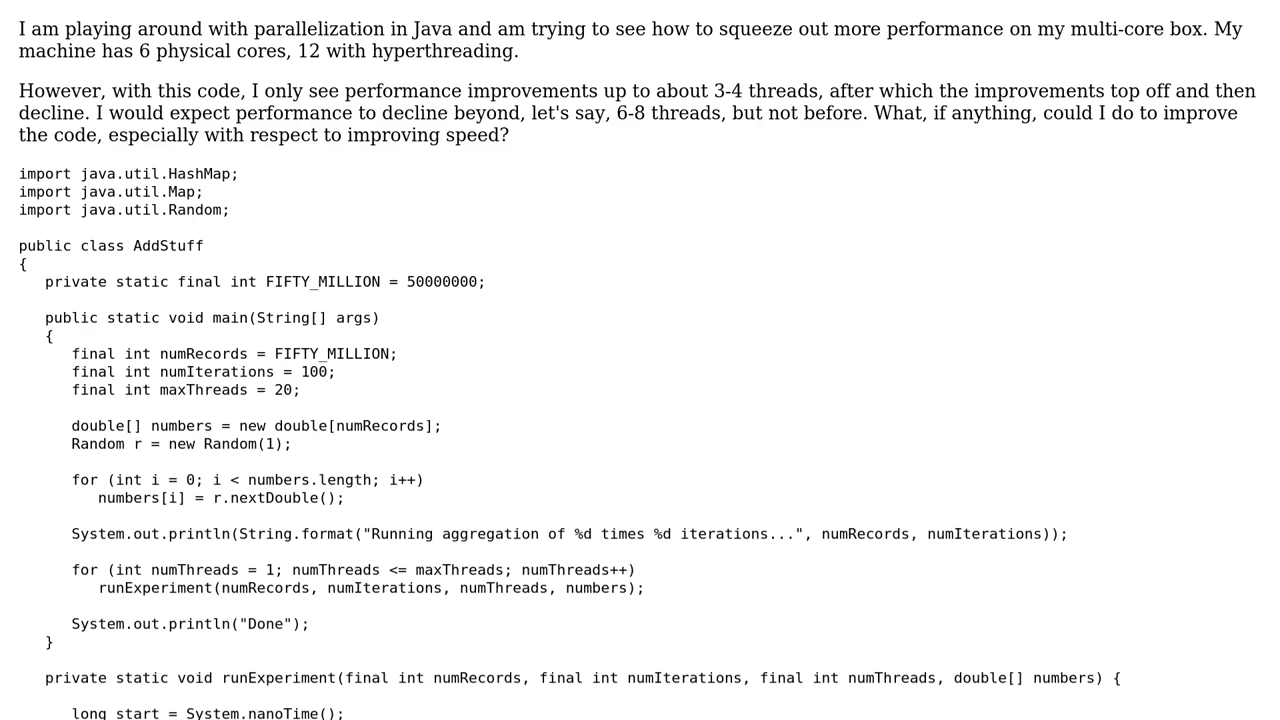 I am playing around with parallelization in Java and am trying to see how to squeeze out more performance on my multi-core box. My
machine has 6 physical cores, 12 with hyperthreading.
However, with this code, I only see performance improvements up to about 3-4 threads, after which the improvements top off and then
decline. I would expect performance to decline beyond, let's say, 6-8 threads, but not before. What, if anything, could I do to improve
the code, especially with respect to improving speed?
import java.util.HashMap;
import java.util.Map;
import java.util.Random;
public class AddStuff
{
   private static final int FIFTY_MILLION = 50000000;
   public static void main(String[] args)
   {
      final int numRecords = FIFTY_MILLION;
      final int numIterations = 100;
      final int maxThreads = 20;
      double[] numbers = new double[numRecords];
      Random r = new Random(1);
      for (int i = 0; i < numbers.length; i++)
         numbers[i] = r.nextDouble();
      System.out.println(String.format("Running aggregation of %d times %d iterations...", numRecords, numIterations));
      for (int numThreads = 1; numThreads <= maxThreads; numThreads++)
         runExperiment(numRecords, numIterations, numThreads, numbers);
      System.out.println("Done");
   }
   private static void runExperiment(final int numRecords, final int numIterations, final int numThreads, double[] numbers) {
      long start = System.nanoTime();